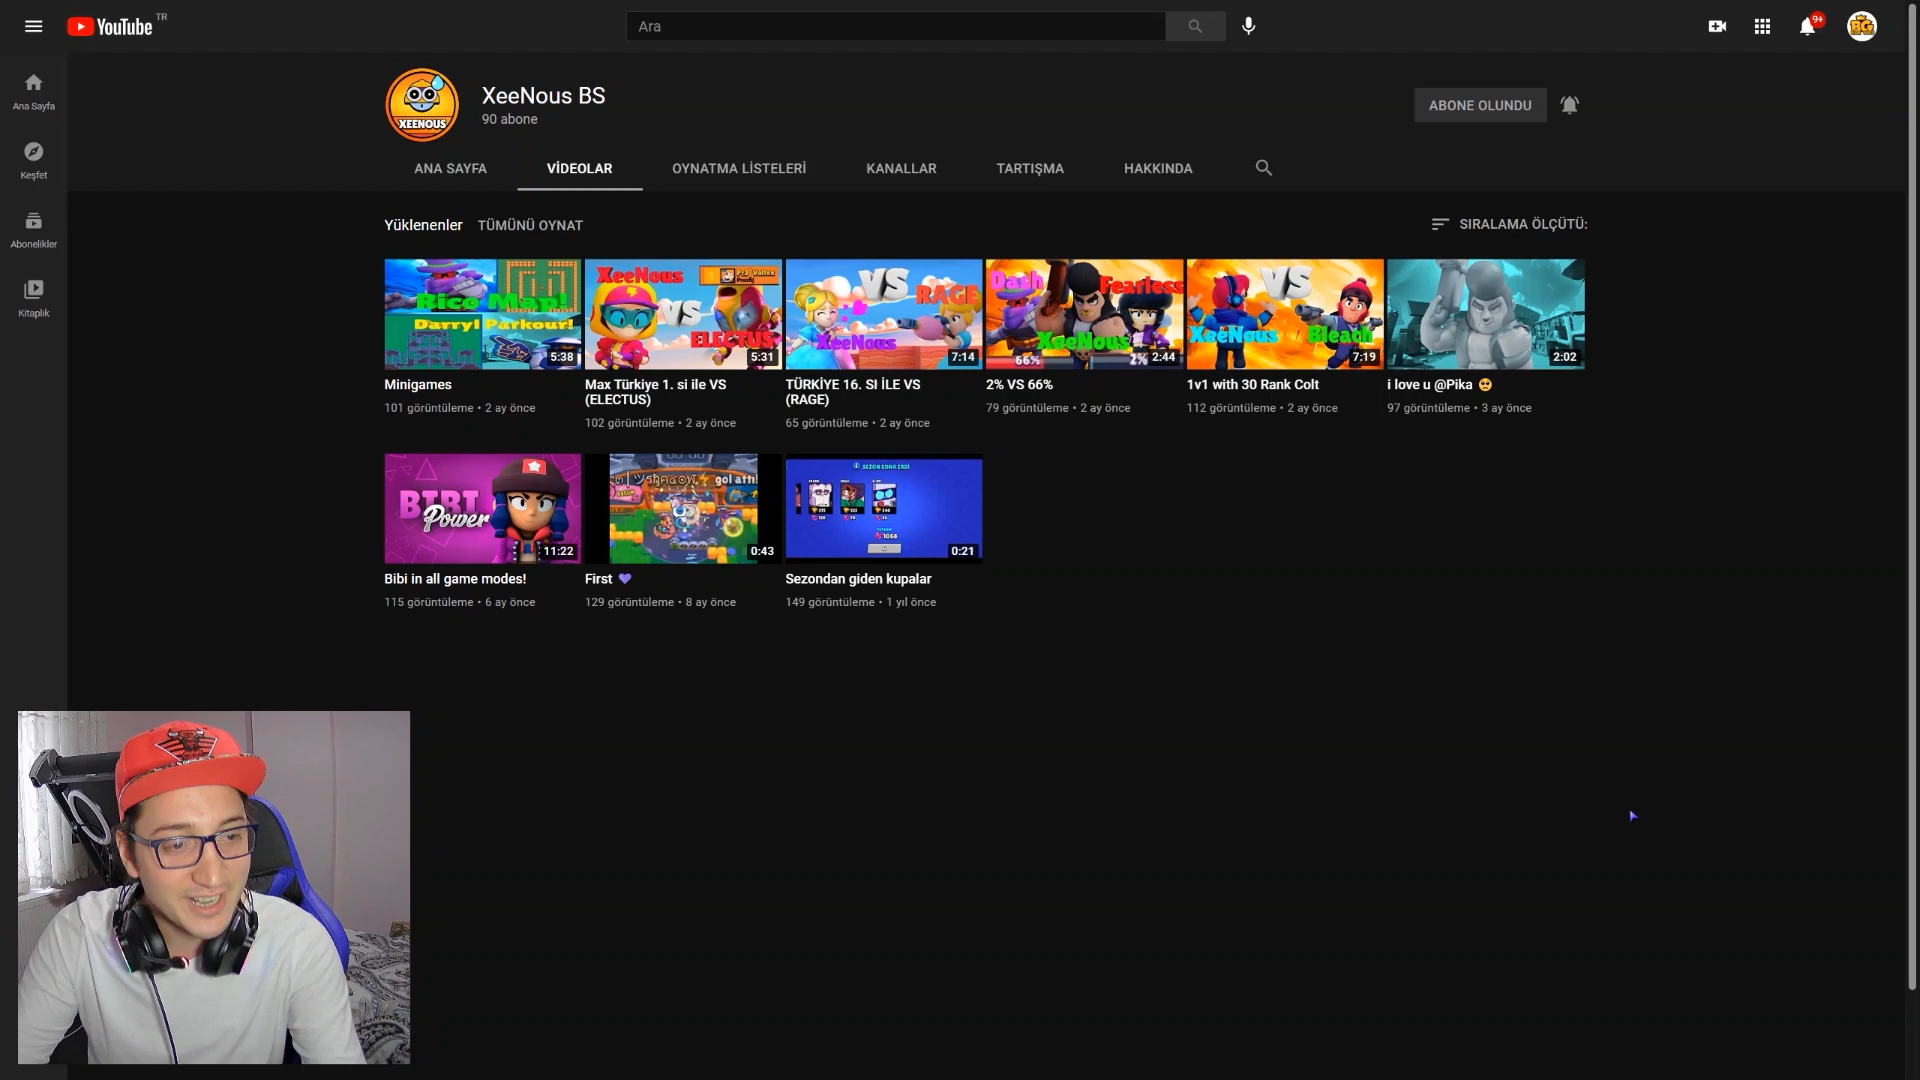 YouTube TR
Ara
9+
BG
Ana Sayfa
Keşfet
Abonelikler
Kitaplık
XEENOUS
XeeNous BS
90 abone
ABONE OLUNDU
ANA SAYFA
VİDEOLAR
OYNATMA LİSTELERİ
KANALLAR
TARTIŞMA
HAKKINDA
Yüklenenler
TÜMÜNÜ OYNAT
SIRALAMA ÖLÇÜTÜ:
Rico Map!
Darryl Parkour!
5:38
Minigames
101 görüntüleme • 2 ay önce
XeeNous
VS
ELECTUS
5:31
Max Türkiye 1. si ile VS
(ELECTUS)
102 görüntüleme • 2 ay önce
VS
RAGE
XeeNous
7:14
TÜRKİYE 16. SI İLE VS
(RAGE)
65 görüntüleme • 2 ay önce
Dash
Fearless
XeeNous
66%
2%
2:44
2% VS 66%
79 görüntüleme • 2 ay önce
VS
XeeNous
Bleach
7:19
1v1 with 30 Rank Colt
112 görüntüleme • 2 ay önce
2:02
i love u @Pika 🥺
97 görüntüleme • 3 ay önce
BIBI
Power
11:22
Bibi in all game modes!
115 görüntüleme • 6 ay önce
gol attı
0:43
First 💜
129 görüntüleme • 8 ay önce
SEZON SONA ERDİ
1068
0:21
Sezondan giden kupalar
149 görüntüleme • 1 yıl önce